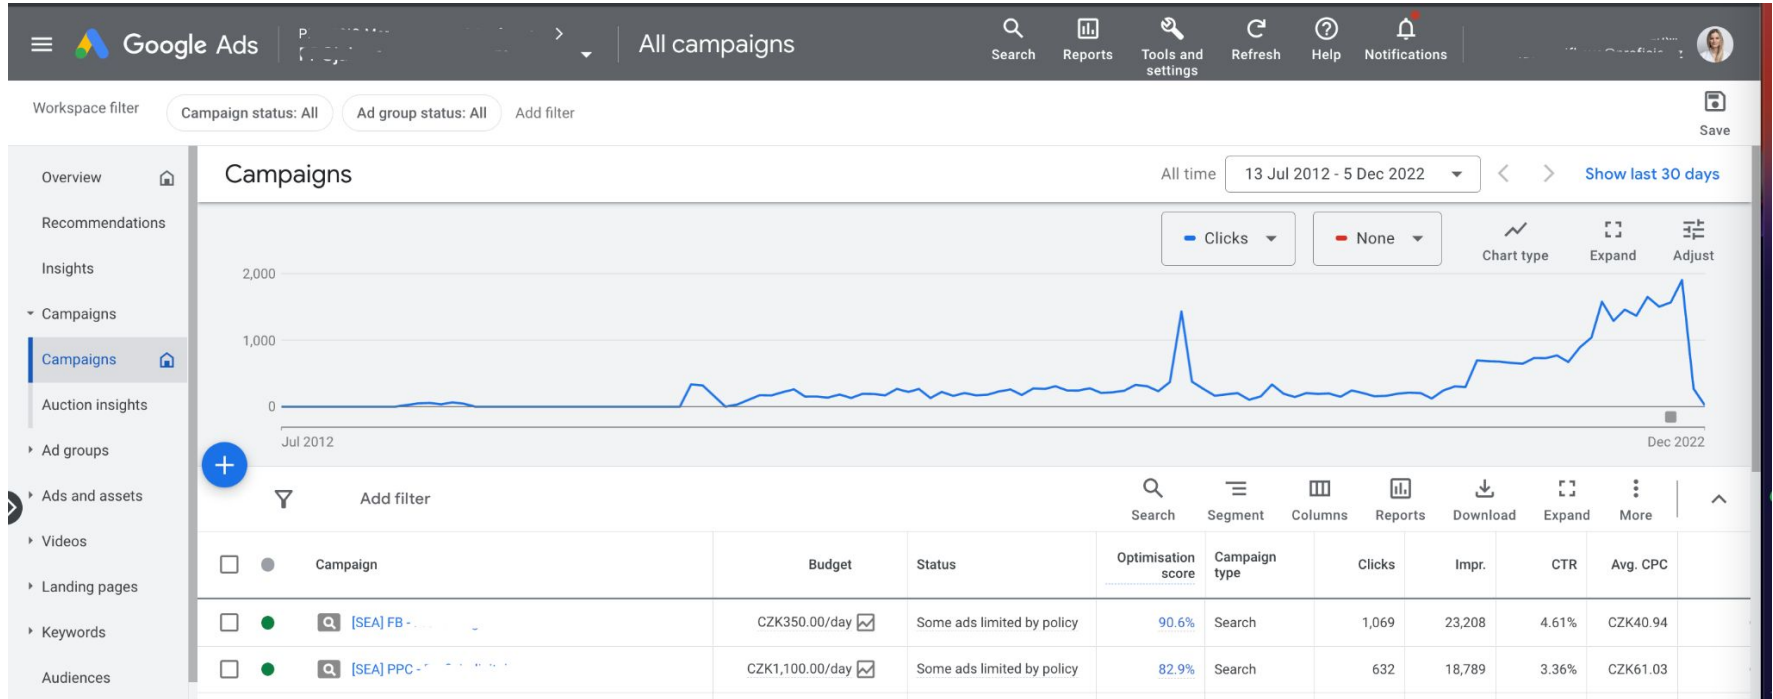 Google Ads
All campaigns
Search
Reports
Tools and
settings
Refresh
Help
Notifications
Workspace filter
Campaign status: All
Ad group status: All
Add filter
Save
Overview
Recommendations
Insights
Campaigns
Campaigns
Auction insights
Ad groups
Ads and assets
Videos
Landing pages
Keywords
Audiences
Campaigns
All time
13 Jul 2012 - 5 Dec 2022
Show last 30 days
Clicks
None
Chart type
Expand
Adjust
2,000
1,000
0
Jul 2012
Dec 2022
Add filter
Search
Segment
Columns
Reports
Download
Expand
More
Campaign Budget Status Optimisation score Campaign type Clicks Impr. CTR Avg. CPC
[SEA] FB - CZK350.00/day Some ads limited by policy 90.6% Search 1,069 23,208 4.61% CZK40.94
[SEA] PPC - CZK1,100.00/day Some ads limited by policy 82.9% Search 632 18,789 3.36% CZK61.03